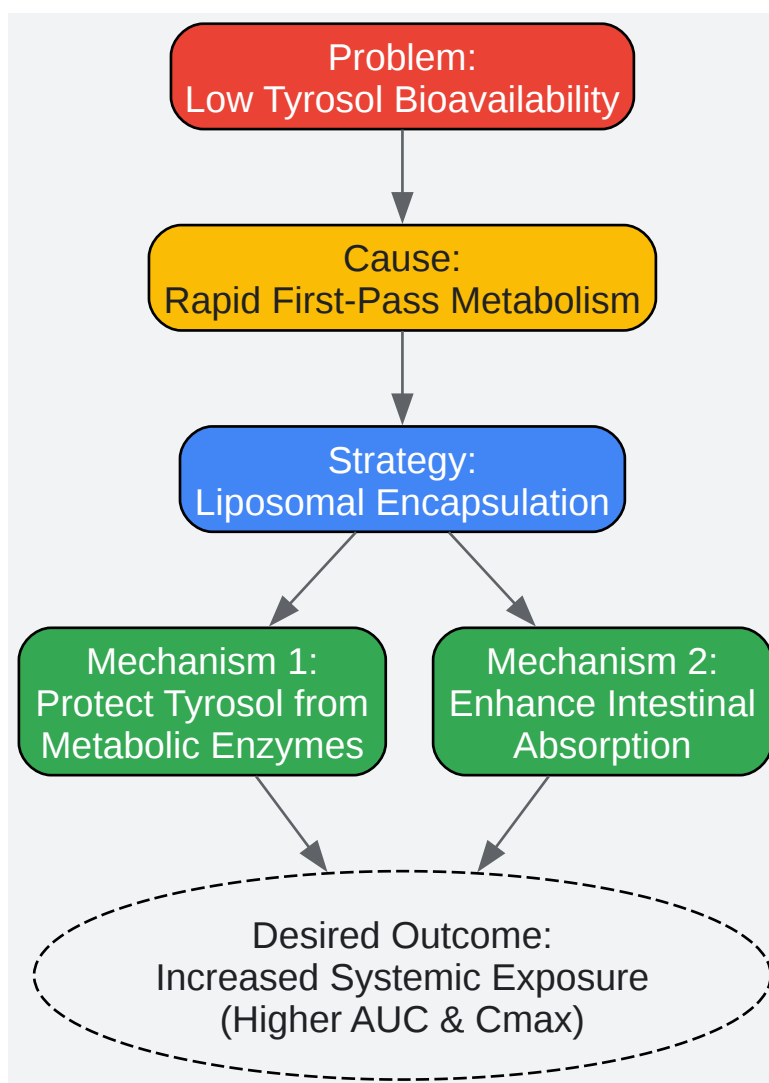 Problem:
Low Tyrosol Bioavailability
Cause:
Rapid First-Pass Metabolism
Strategy:
Liposomal Encapsulation
Mechanism 1:
Protect Tyrosol from
Metabolic Enzymes
Mechanism 2:
Enhance Intestinal
Absorption
Desired Outcome:
Increased Systemic Exposure
(Higher AUC & Cmax)